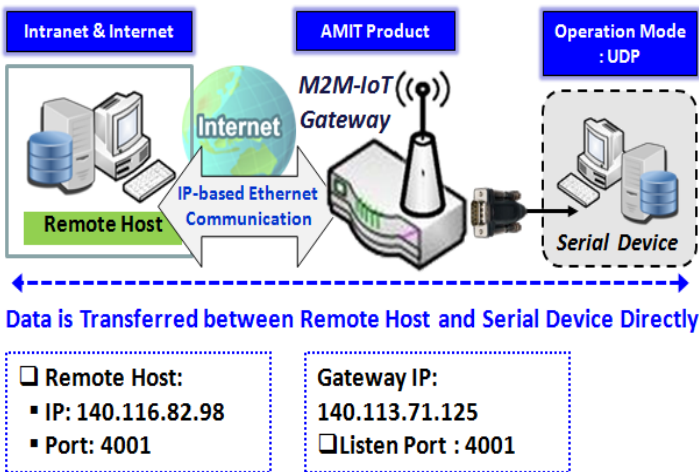 Intranet & Internet
AMIT Product
Operation Mode
: UDP
M2M-IoT
Gateway
Internet
IP-based Ethernet
Communication
Remote Host
Serial Device
Data is Transferred between Remote Host and Serial Device Directly
❑ Remote Host:
▪ IP: 140.116.82.98
▪ Port: 4001
Gateway IP:
140.113.71.125
❑Listen Port : 4001